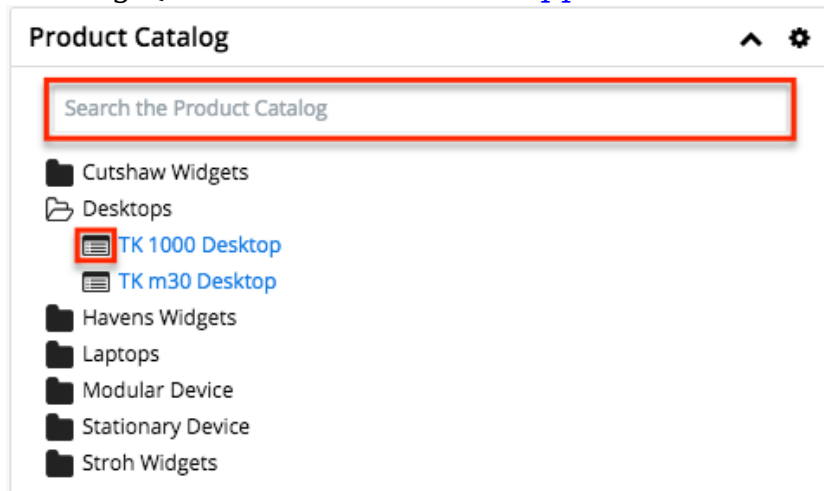 Product Catalog
Search the Product Catalog
Cutshaw Widgets
Desktops
TK 1000 Desktop
TK m30 Desktop
Havens Widgets
Laptops
Modular Device
Stationary Device
Stroh Widgets